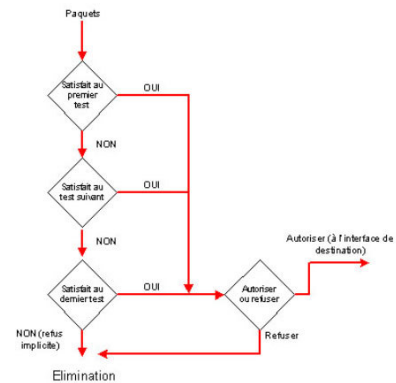 Paquets
Satisfait au
premier
test
OUI
NON
Satisfait au
test suivant
OUI
NON
Autoriser (à l'interface de
destination)
Satisfait au
dernier test
OUI
Autoriser
ou refuser
NON (refus
implicite)
Refuser
Elimination